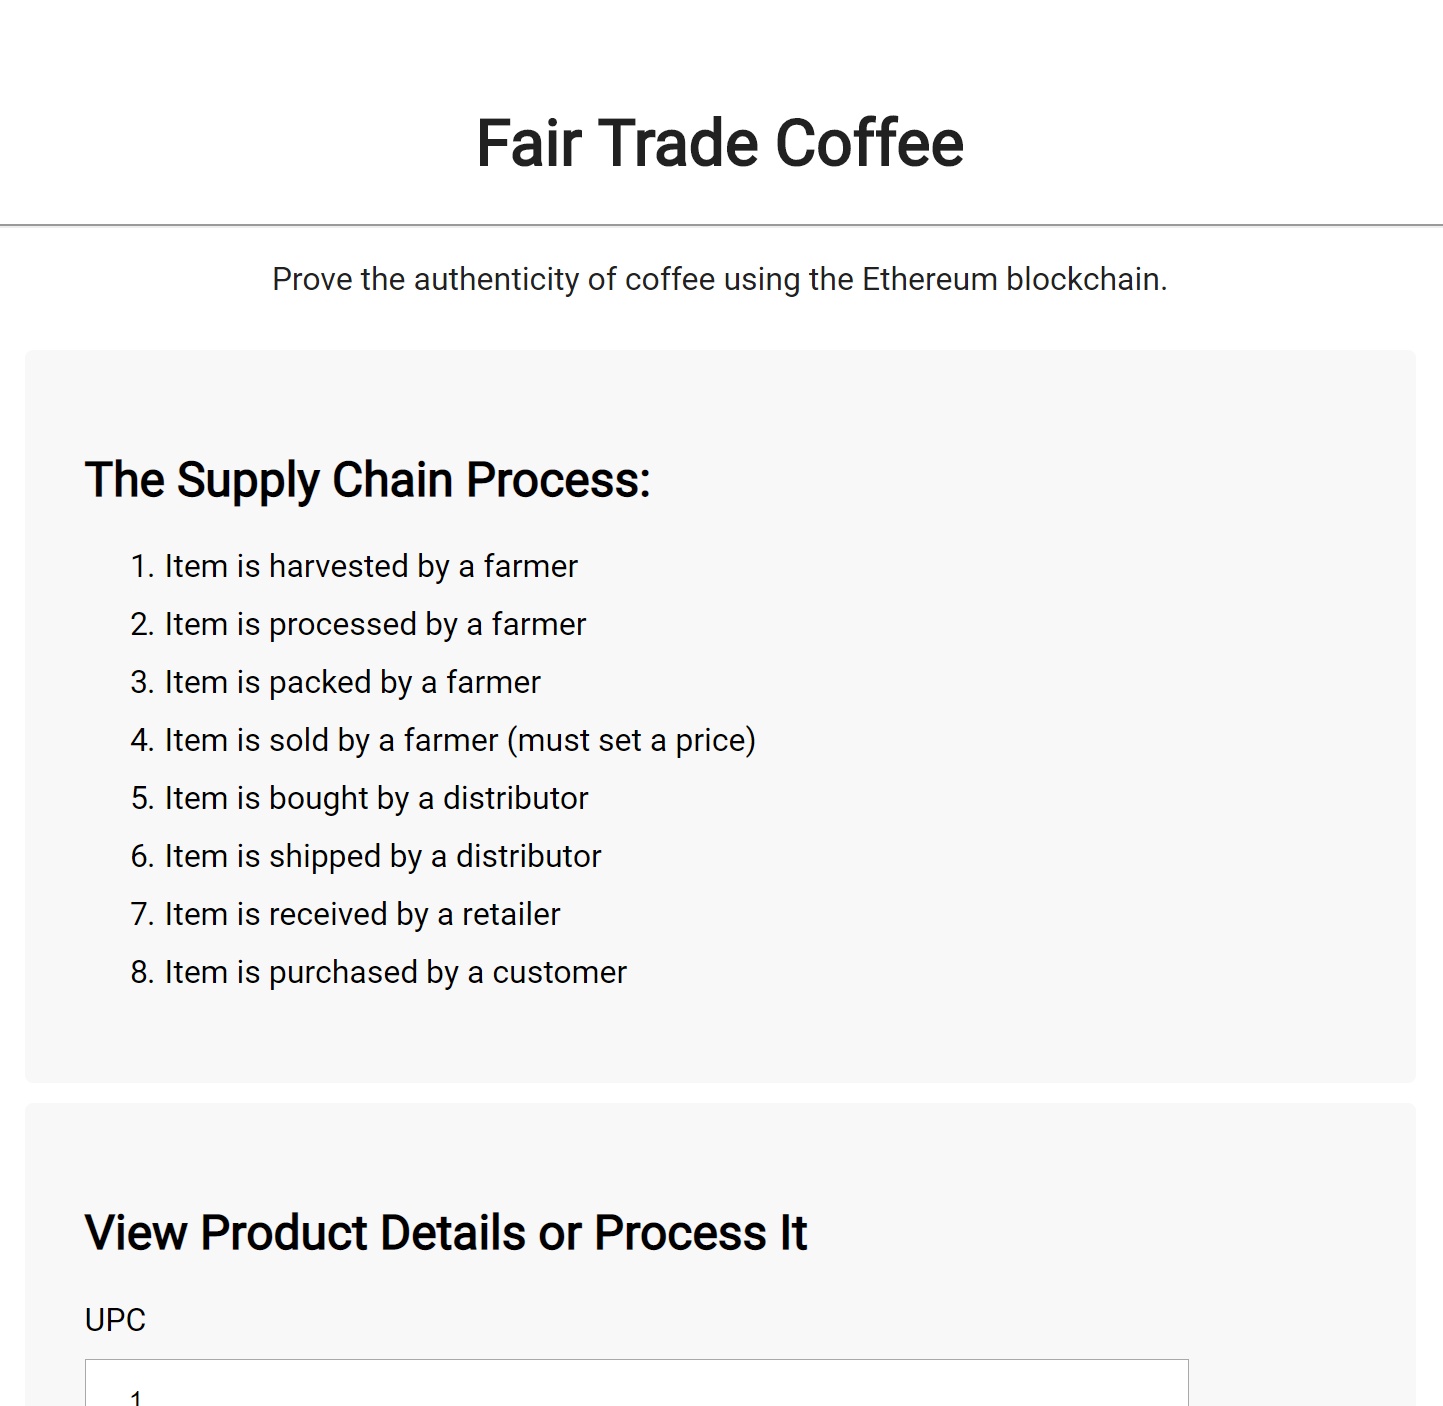 Fair Trade Coffee
Prove the authenticity of coffee using the Ethereum blockchain.
The Supply Chain Process:
1. Item is harvested by a farmer
2. Item is processed by a farmer
3. Item is packed by a farmer
4. Item is sold by a farmer (must set a price)
5. Item is bought by a distributor
6. Item is shipped by a distributor
7. Item is received by a retailer
8. Item is purchased by a customer
View Product Details or Process It
UPC
1